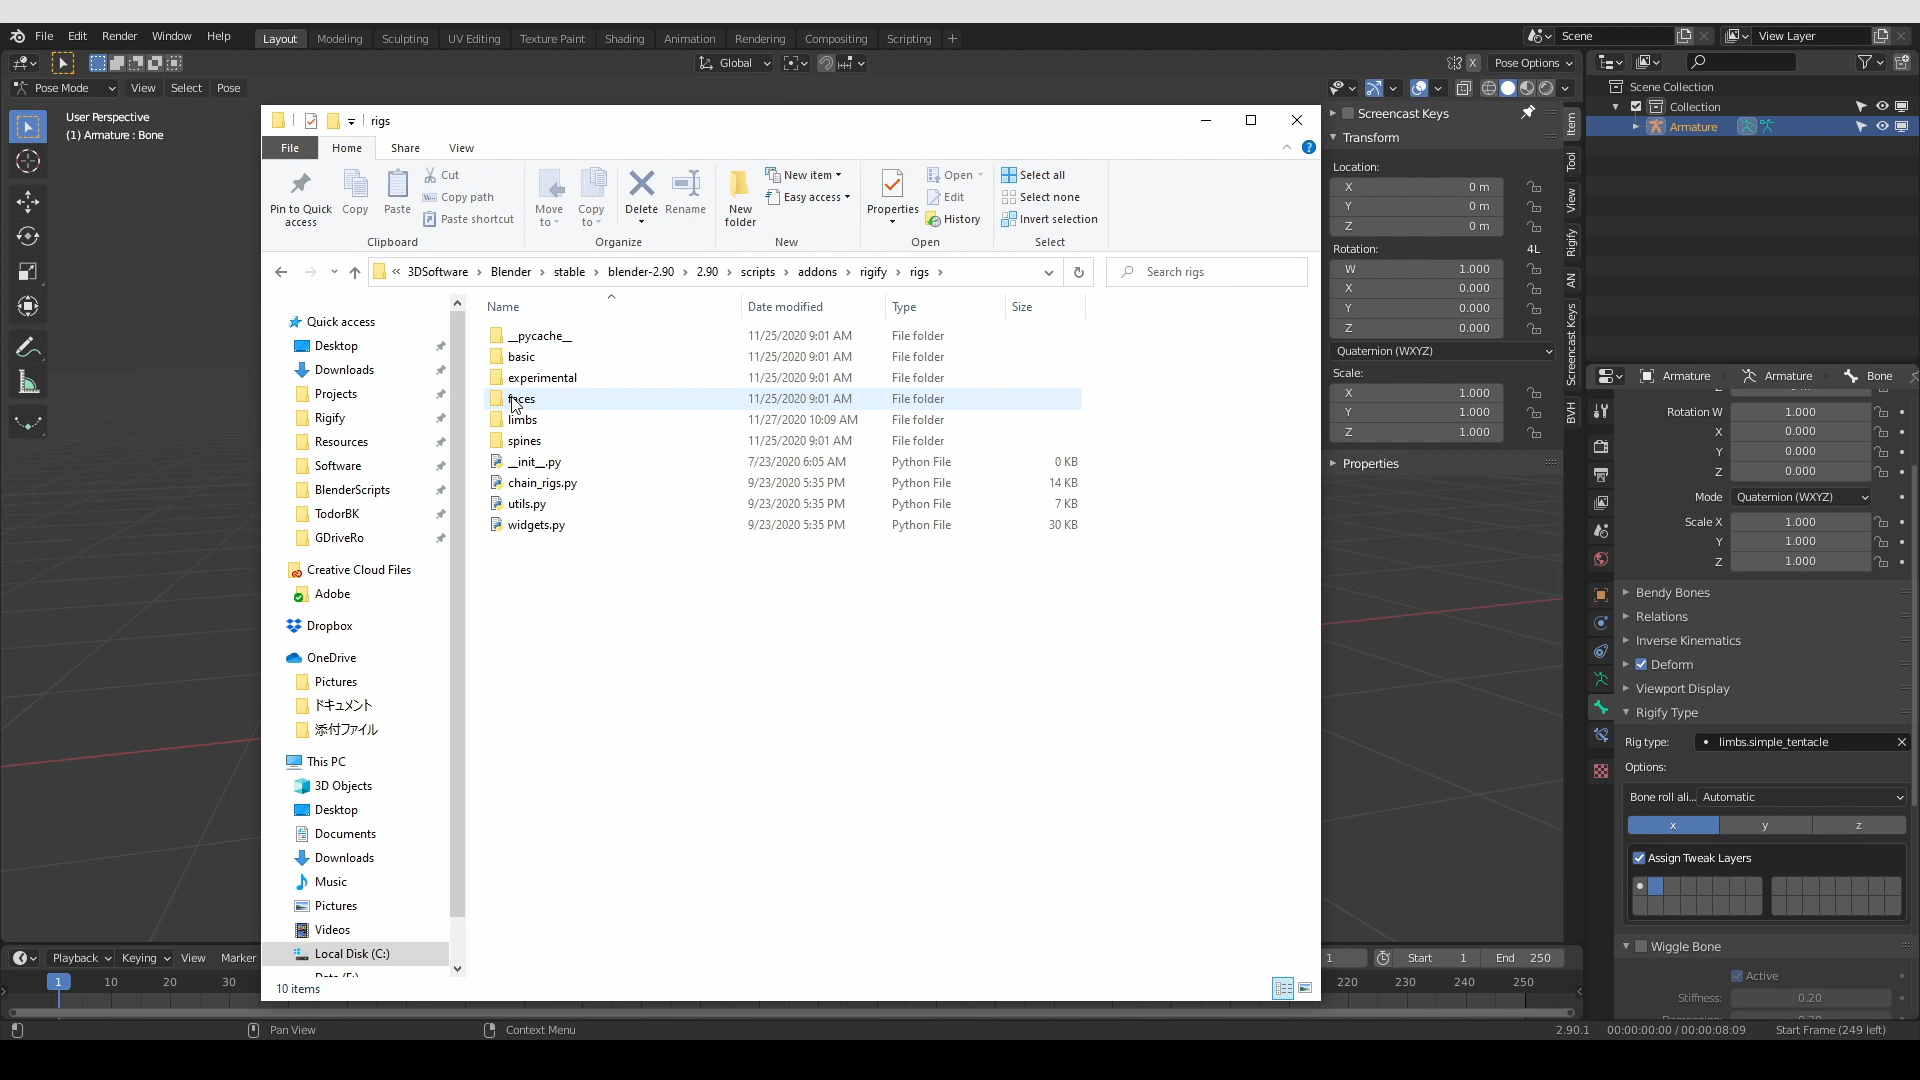 File Edit Render Window Help Layout Modeling Sculpting UV Editing Texture Paint Shading Animation Rendering Compositing Scripting + Scene View Layer
Global X Pose Options
Pose Mode View Select Pose
User Perspective
(1) Armature : Bone
rigs
File Home Share View
Pin to Quick access
Copy
Paste
Cut
Copy path
Paste shortcut
Clipboard
Move to
Copy to
Delete
Rename
Organize
New folder
New item
Easy access
New
Properties
Open
Edit
History
Open
Select all
Select none
Invert selection
Select
« 3DSoftware > Blender > stable > blender-2.90 > 2.90 > scripts > addons > rigify > rigs >
Search rigs
Quick access
Desktop
Downloads
Projects
Rigify
Resources
Software
BlenderScripts
TodorBK
GDriveRo
Creative Cloud Files
Adobe
Dropbox
OneDrive
Pictures
ドキュメント
添付ファイル
This PC
3D Objects
Desktop
Documents
Downloads
Music
Pictures
Videos
Local Disk (C:)
Name Date modified Type Size
__pycache__ 11/25/2020 9:01 AM File folder
basic 11/25/2020 9:01 AM File folder
experimental 11/25/2020 9:01 AM File folder
faces 11/25/2020 9:01 AM File folder
limbs 11/27/2020 10:09 AM File folder
spines 11/25/2020 9:01 AM File folder
__init__.py 7/23/2020 6:05 AM Python File 0 KB
chain_rigs.py 9/23/2020 5:35 PM Python File 14 KB
utils.py 9/23/2020 5:35 PM Python File 7 KB
widgets.py 9/23/2020 5:35 PM Python File 30 KB
10 items
Screencast Keys
Transform
Location:
X 0 m
Y 0 m
Z 0 m
Rotation: 4L
W 1.000
X 0.000
Y 0.000
Z 0.000
Quaternion (WXYZ)
Scale:
X 1.000
Y 1.000
Z 1.000
Properties
Item
Tool
View
Rigify
AN
Screencast Keys
BVH
Scene Collection
Collection
Armature
Armature Armature Bone
Rotation W 1.000
X 0.000
Y 0.000
Z 0.000
Mode Quaternion (WXYZ)
Scale X 1.000
Y 1.000
Z 1.000
Bendy Bones
Relations
Inverse Kinematics
Deform
Viewport Display
Rigify Type
Rig type: limbs.simple_tentacle
Options:
Bone roll ali... Automatic
x y z
Assign Tweak Layers
Wiggle Bone
Active
Stiffness: 0.20
Playback Keying View Marker 1 Start 1 End 250
1 10 20 30 220 230 240 250
Pan View Context Menu 2.90.1 00:00:00:00 / 00:00:08:09 Start Frame (249 left)